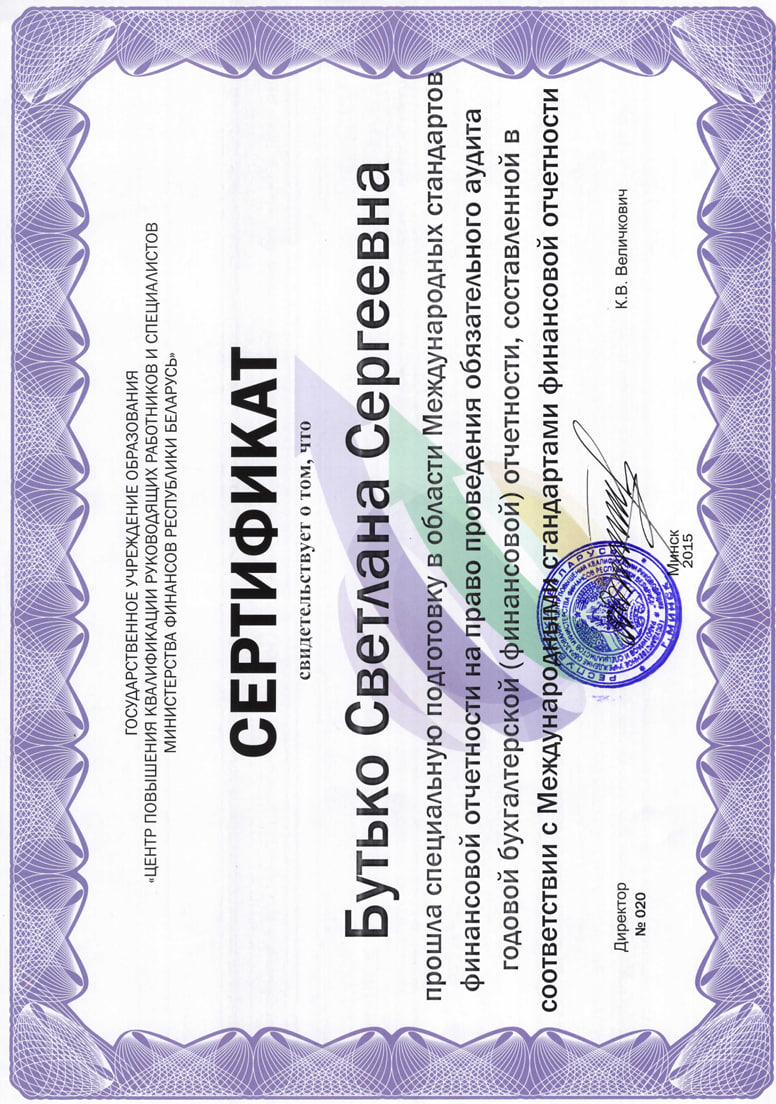 ГОСУДАРСТВЕННОЕ УЧРЕЖДЕНИЕ ОБРАЗОВАНИЯ
«ЦЕНТР ПОВЫШЕНИЯ КВАЛИФИКАЦИИ РУКОВОДЯЩИХ РАБОТНИКОВ И СПЕЦИАЛИСТОВ
МИНИСТЕРСТВА ФИНАНСОВ РЕСПУБЛИКИ БЕЛАРУСЬ»
СЕРТИФИКАТ
свидетельствует о том, что
Бутько Светлана Сергеевна
прошла специальную подготовку в области Международных стандартов
финансовой отчетности на право проведения обязательного аудита
годовой бухгалтерской (финансовой) отчетности, составленной в
соответствии с Международными стандартами финансовой отчетности
РЕСПУБЛИКА БЕЛАРУСЬ
Г. МИНСК
Директор
К.В. Величкович
№ 020
Минск
2015